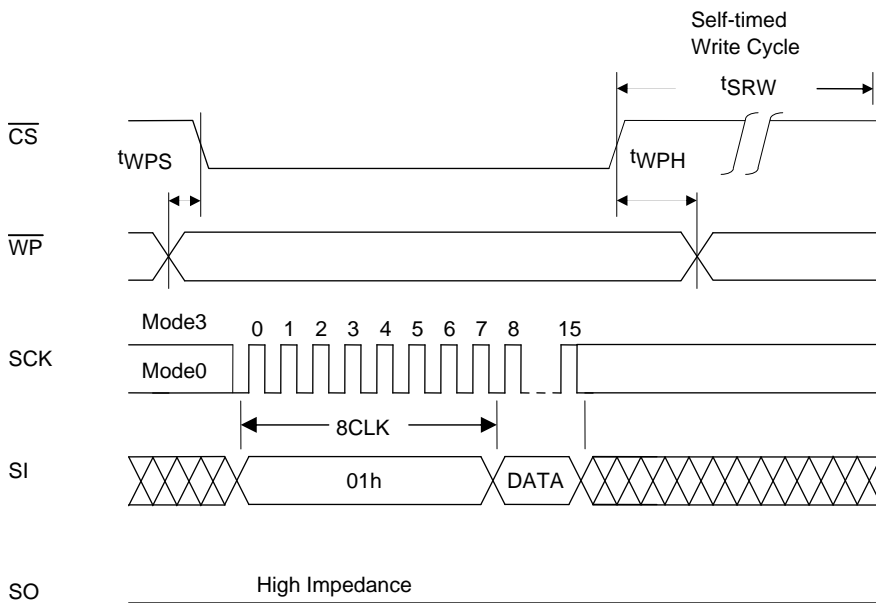 Self-timed
Write Cycle
tSRW
CS
tWPS
tWPH
WP
Mode3
0 1 2 3 4 5 6 7 8 15
SCK
Mode0
8CLK
SI
01h
DATA
High Impedance
SO